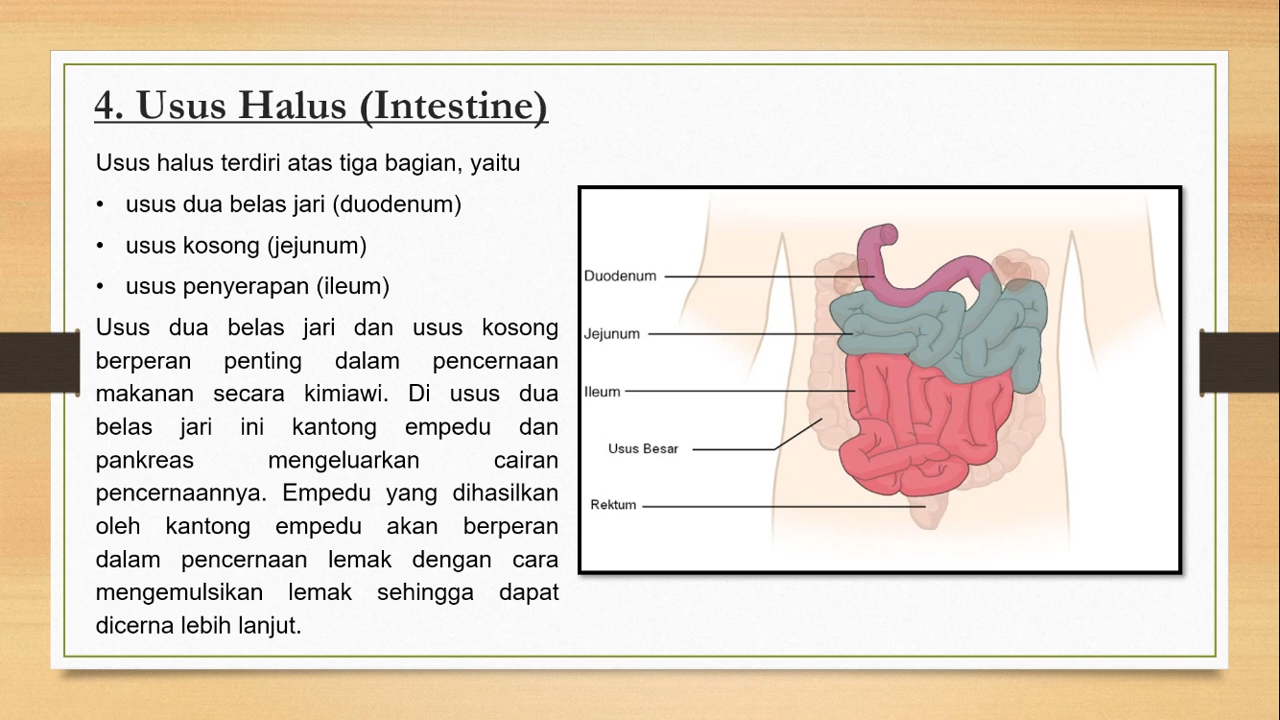 4. Usus Halus (Intestine)
Usus halus terdiri atas tiga bagian, yaitu
• usus dua belas jari (duodenum)
• usus kosong (jejunum)
• usus penyerapan (ileum)
Usus dua belas jari dan usus kosong
berperan penting dalam pencernaan
makanan secara kimiawi. Di usus dua
belas jari ini kantong empedu dan
pankreas mengeluarkan cairan
pencernaannya. Empedu yang dihasilkan
oleh kantong empedu akan berperan
dalam pencernaan lemak dengan cara
mengemulsikan lemak sehingga dapat
dicerna lebih lanjut.
Duodenum
Jejunum
Ileum
Usus Besar
Rektum